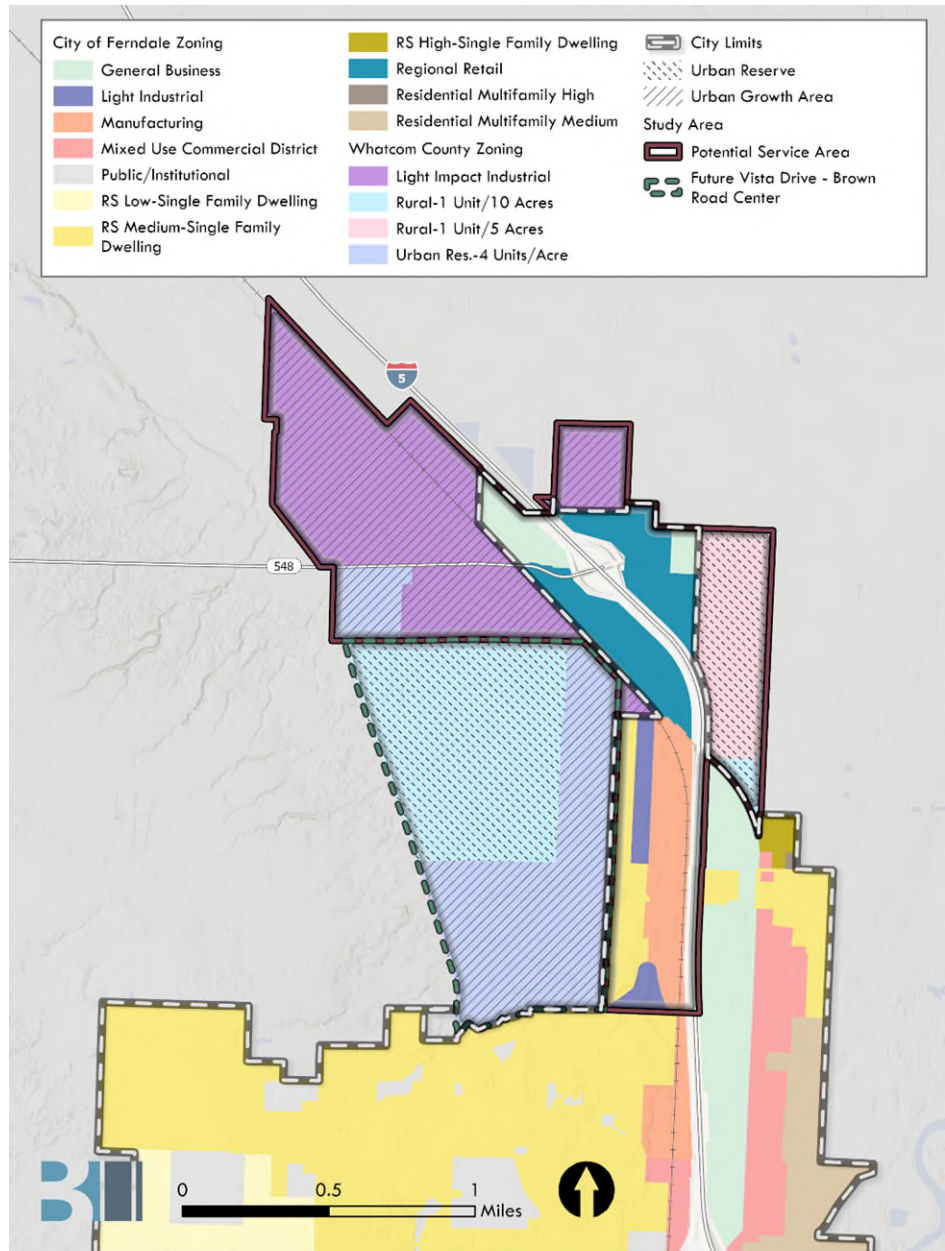 City of Ferndale Zoning
General Business
Light Industrial
Manufacturing
Mixed Use Commercial District
Public/Institutional
RS Low-Single Family Dwelling
RS Medium-Single Family
Dwelling
RS High-Single Family Dwelling
Regional Retail
Residential Multifamily High
Residential Multifamily Medium
Whatcom County Zoning
Light Impact Industrial
Rural-1 Unit/10 Acres
Rural-1 Unit/5 Acres
Urban Res.-4 Units/Acre
City Limits
Urban Reserve
Urban Growth Area
Study Area
Potential Service Area
Future Vista Drive - Brown
Road Center
5
548
0 0.5 1
Miles